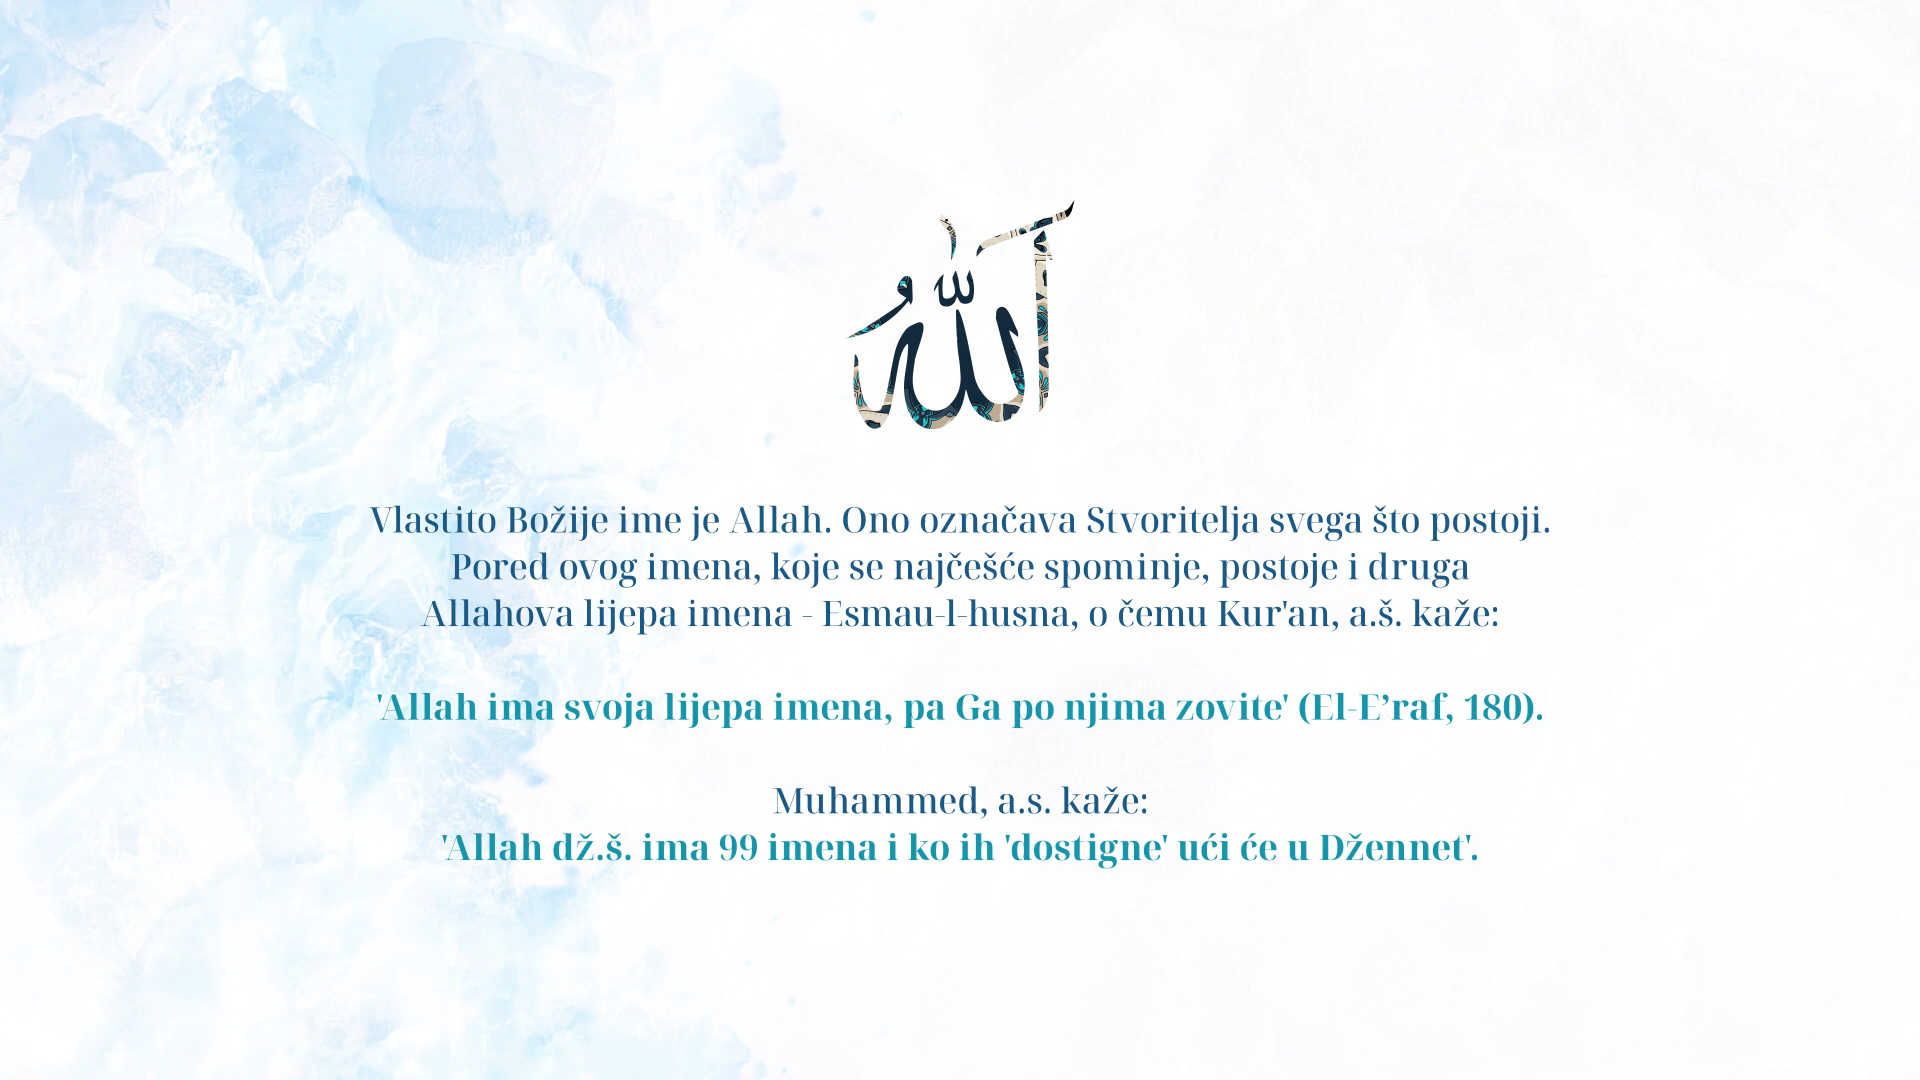 الله
Vlastito Božije ime je Allah. Ono označava Stvoritelja svega što postoji.
Pored ovog imena, koje se najčešće spominje, postoje i druga
Allahova lijepa imena - Esmau-l-husna, o čemu Kur'an, a.š. kaže:
'Allah ima svoja lijepa imena, pa Ga po njima zovite' (El-E’raf, 180).
Muhammed, a.s. kaže:
'Allah dž.š. ima 99 imena i ko ih 'dostigne' ući će u Džennet'.